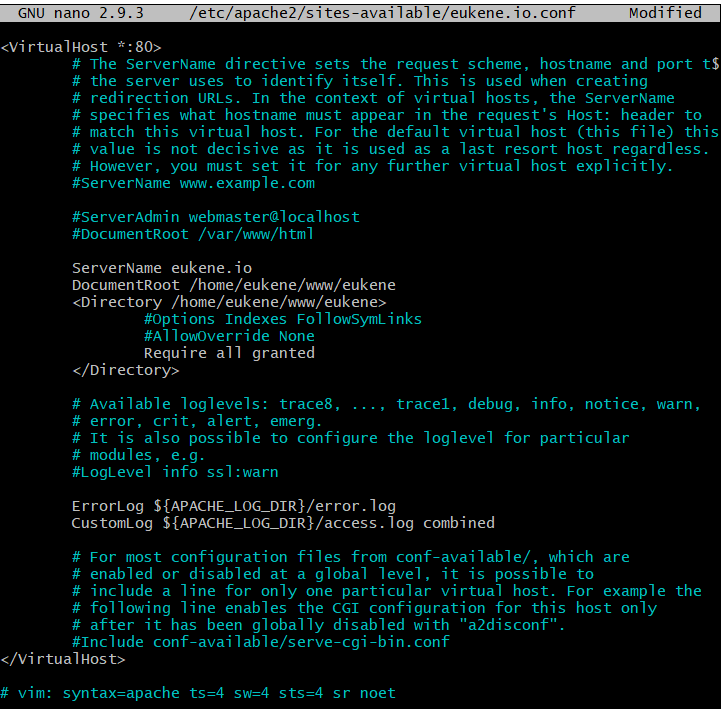 GNU nano 2.9.3 /etc/apache2/sites-available/eukene.io.conf Modified
<VirtualHost *:80>
# The ServerName directive sets the request scheme, hostname and port t$
# the server uses to identify itself. This is used when creating
# redirection URLs. In the context of virtual hosts, the ServerName
# specifies what hostname must appear in the request's Host: header to
# match this virtual host. For the default virtual host (this file) this
# value is not decisive as it is used as a last resort host regardless.
# However, you must set it for any further virtual host explicitly.
#ServerName www.example.com
#ServerAdmin webmaster@localhost
#DocumentRoot /var/www/html
ServerName eukene.io
DocumentRoot /home/eukene/www/eukene
<Directory /home/eukene/www/eukene>
#Options Indexes FollowSymLinks
#AllowOverride None
Require all granted
</Directory>
# Available loglevels: trace8, ..., trace1, debug, info, notice, warn,
# error, crit, alert, emerg.
# It is also possible to configure the loglevel for particular
# modules, e.g.
#LogLevel info ssl:warn
ErrorLog ${APACHE_LOG_DIR}/error.log
CustomLog ${APACHE_LOG_DIR}/access.log combined
# For most configuration files from conf-available/, which are
# enabled or disabled at a global level, it is possible to
# include a line for only one particular virtual host. For example the
# following line enables the CGI configuration for this host only
# after it has been globally disabled with "a2disconf".
#Include conf-available/serve-cgi-bin.conf
</VirtualHost>
# vim: syntax=apache ts=4 sw=4 sts=4 sr noet